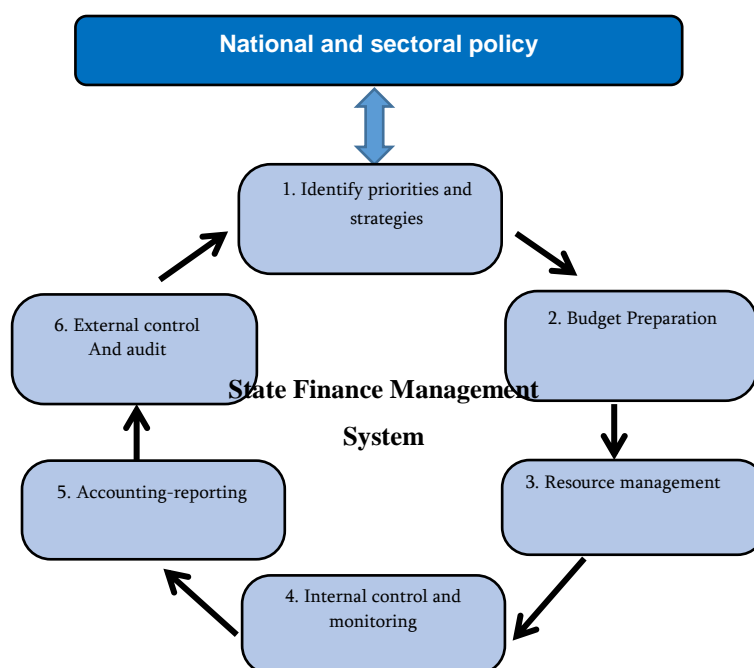 National and sectoral policy
1. Identify priorities and
strategies
2. Budget Preparation
3. Resource management
4. Internal control and
monitoring
5. Accounting-reporting
6. External control
And audit
State Finance Management
System